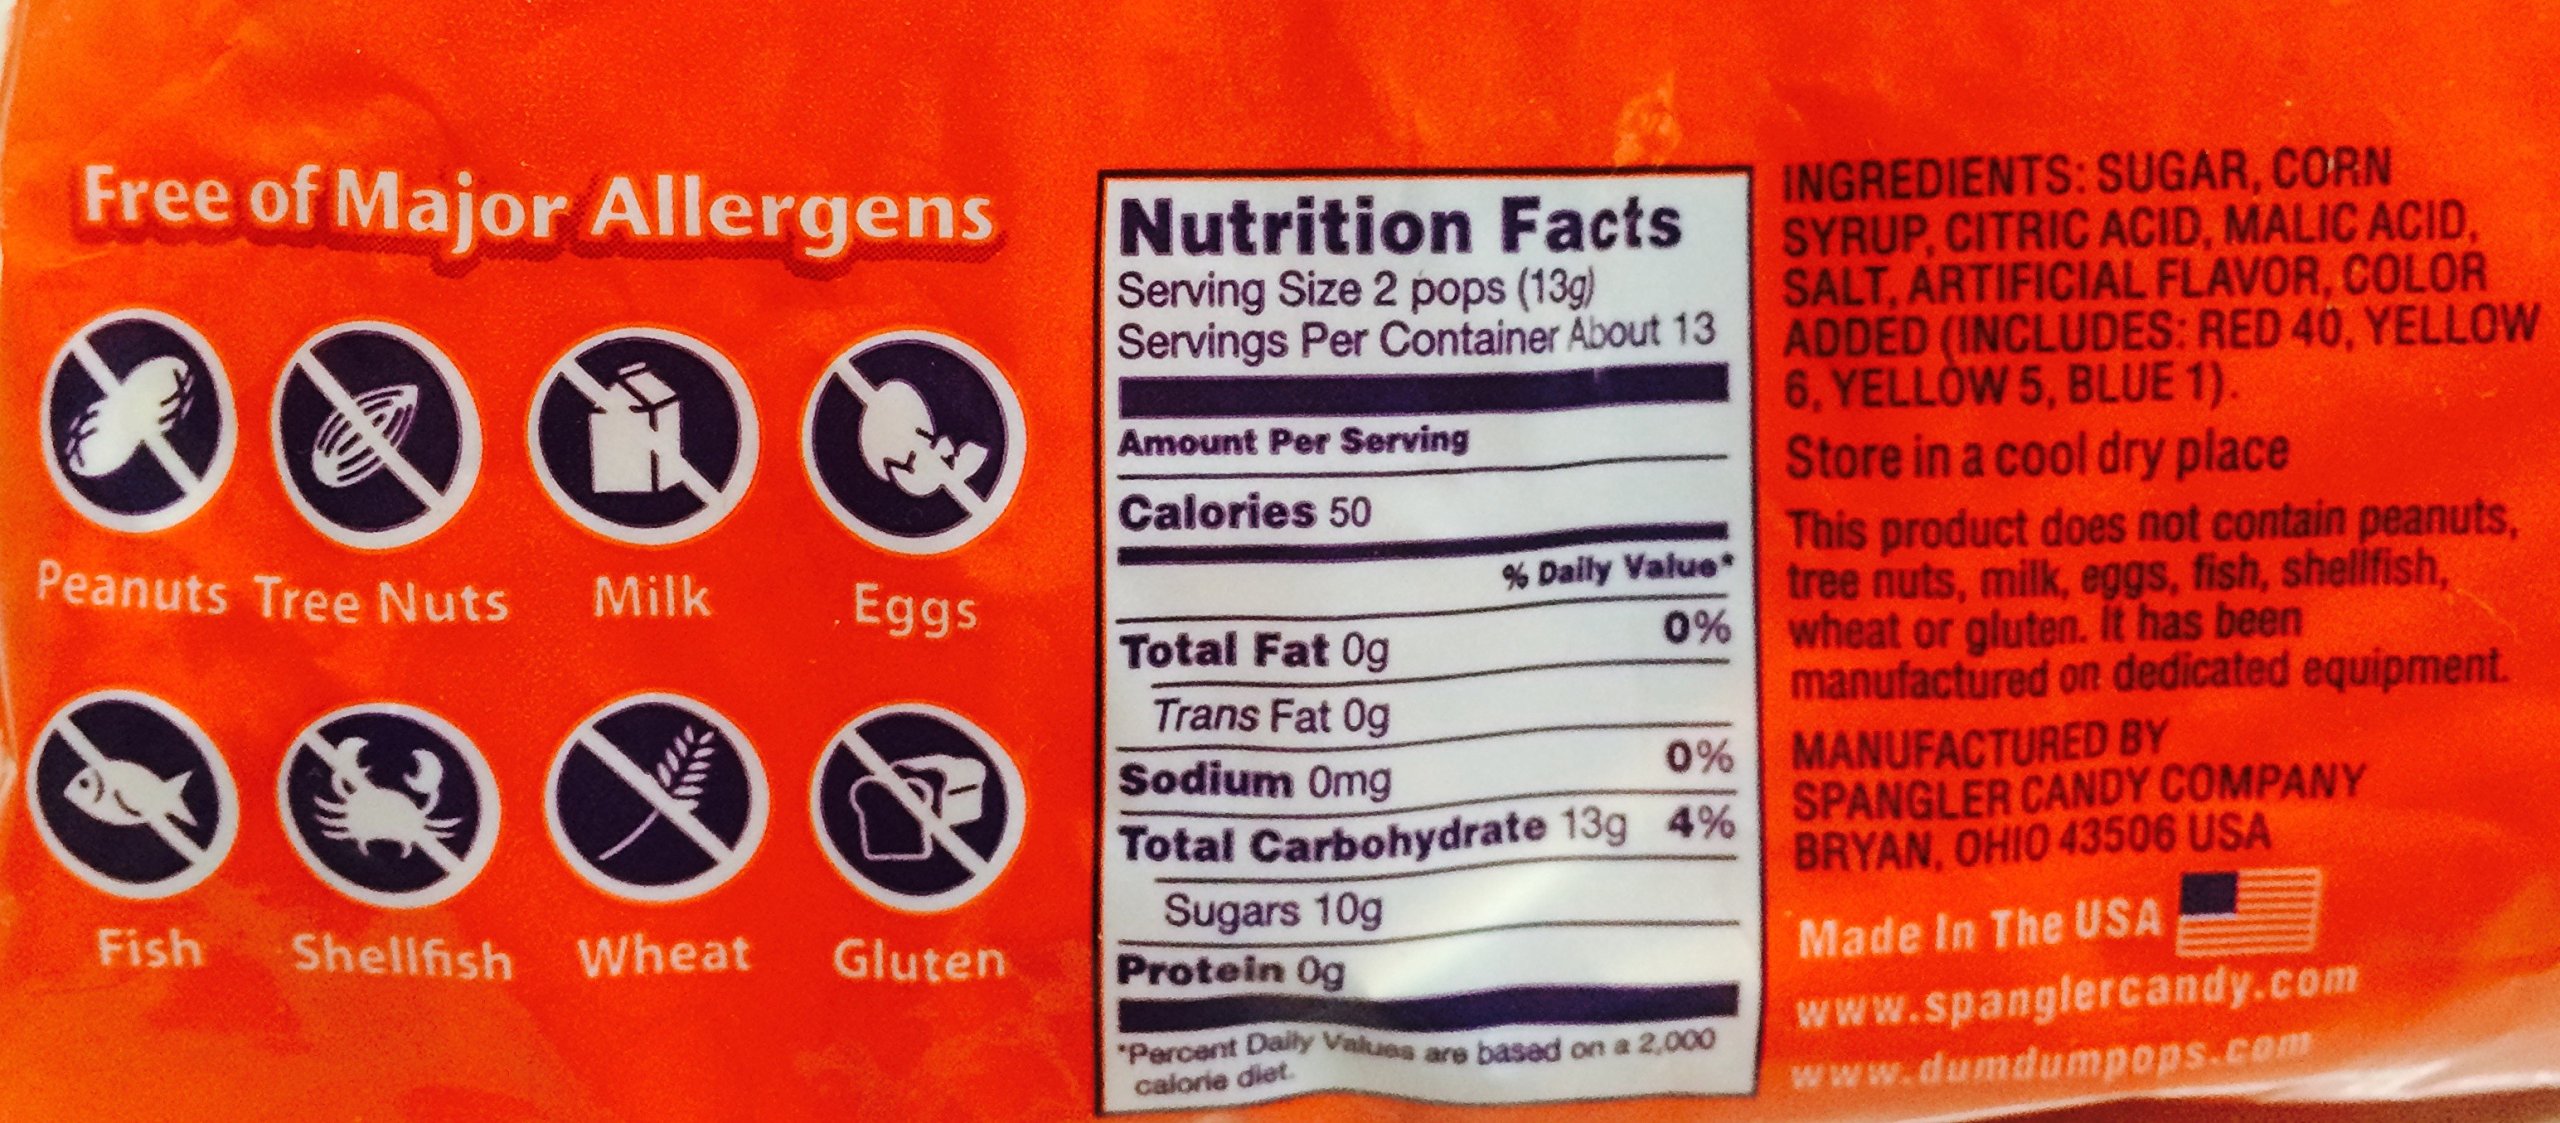 Free of Major Allergens
Peanuts Tree Nuts Milk Eggs
Fish Shellfish Wheat Gluten
Nutrition Facts
Serving Size 2 pops (13g)
Servings Per Container About 13
Amount Per Serving
Calories 50
% Daily Value*
Total Fat 0g 0%
Trans Fat 0g
Sodium 0mg 0%
Total Carbohydrate 13g 4%
Sugars 10g
Protein 0g
*Percent Daily Values are based on a 2,000
calorie diet.
INGREDIENTS: SUGAR, CORN
SYRUP, CITRIC ACID, MALIC ACID,
SALT, ARTIFICIAL FLAVOR, COLOR
ADDED (INCLUDES: RED 40, YELLOW
6, YELLOW 5, BLUE 1).
Store in a cool dry place
This product does not contain peanuts,
tree nuts, milk, eggs, fish, shellfish,
wheat or gluten. It has been
manufactured on dedicated equipment.
MANUFACTURED BY
SPANGLER CANDY COMPANY
BRYAN, OHIO 43506 USA
Made In The USA
www.spanglercandy.com
www.dumdumpops.com